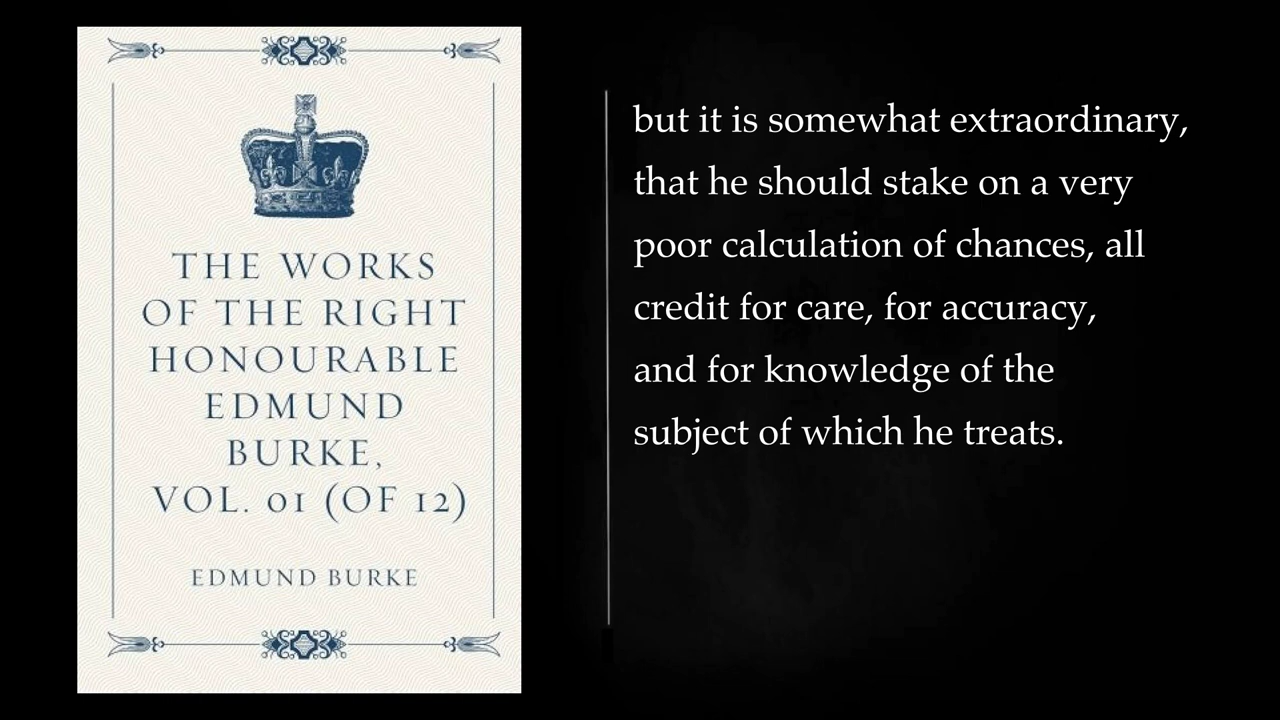 THE WORKS
OF THE RIGHT
HONOURABLE
EDMUND
BURKE,
VOL. 01 (OF 12)
EDMUND BURKE
but it is somewhat extraordinary,
that he should stake on a very
poor calculation of chances, all
credit for care, for accuracy,
and for knowledge of the
subject of which he treats.